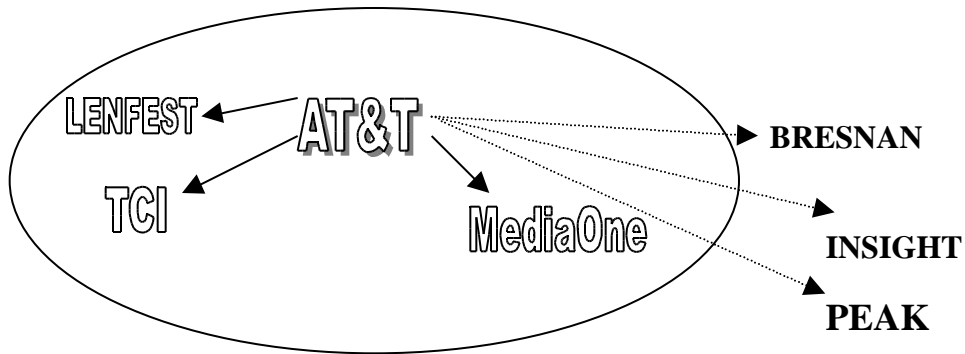 LENFEST
AT&T
BRESNAN
TCI
MediaOne
INSIGHT
PEAK